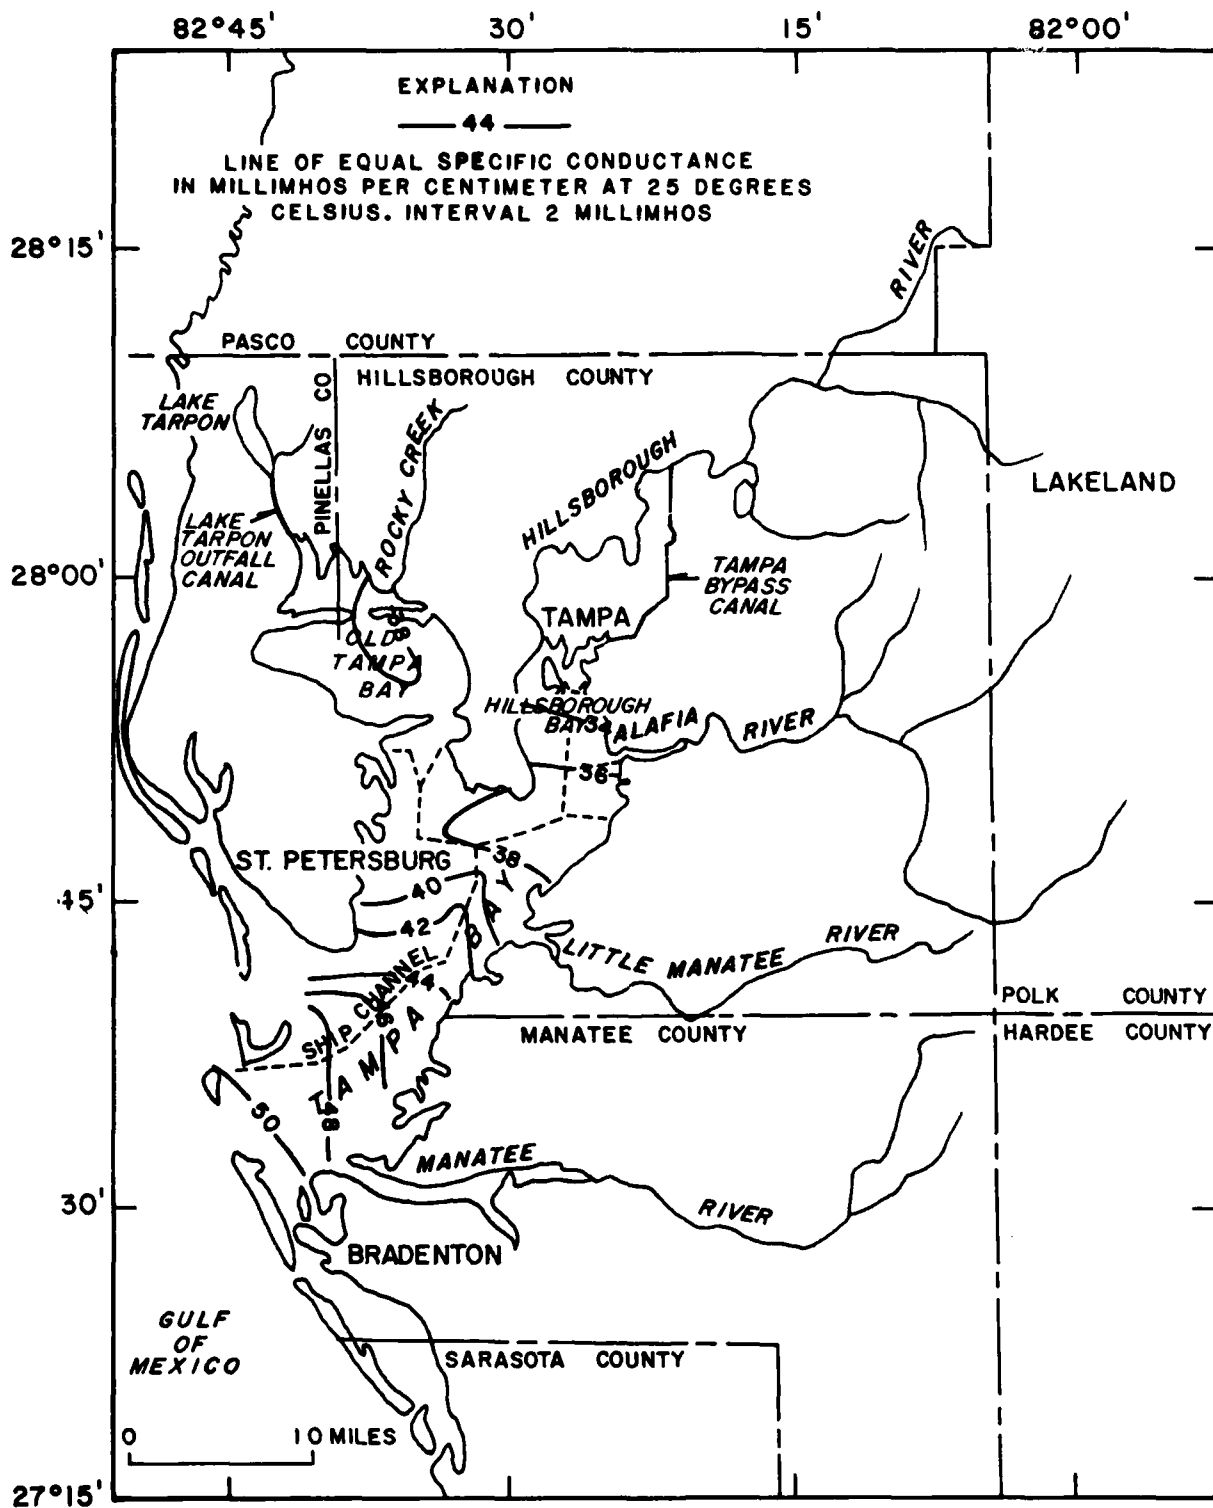 82°45' 30' 15' 82°00'
EXPLANATION
44
LINE OF EQUAL SPECIFIC CONDUCTANCE
IN MILLIMHOS PER CENTIMETER AT 25 DEGREES
CELSIUS. INTERVAL 2 MILLIMHOS
28°15'
RIVER
PASCO COUNTY
HILLSBOROUGH COUNTY
PINELLAS CO
LAKE
TARPON
ROCKY CREEK
HILLSBOROUGH
LAKELAND
LAKE
TARPON
OUTFALL
CANAL
28°00'
TAMPA
BYPASS
CANAL
TAMPA
38
OLD
TAMPA
BAY
HILLSBOROUGH
BAY
34
ALAFIA RIVER
36
ST. PETERSBURG
38
40
45'
42
LITTLE MANATEE RIVER
SHIP CHANNEL
44
46
TAMPA BAY
POLK COUNTY
MANATEE COUNTY
HARDEE COUNTY
48
50
MANATEE RIVER
30'
BRADENTON
GULF
OF
MEXICO
SARASOTA COUNTY
0 10 MILES
27°15'